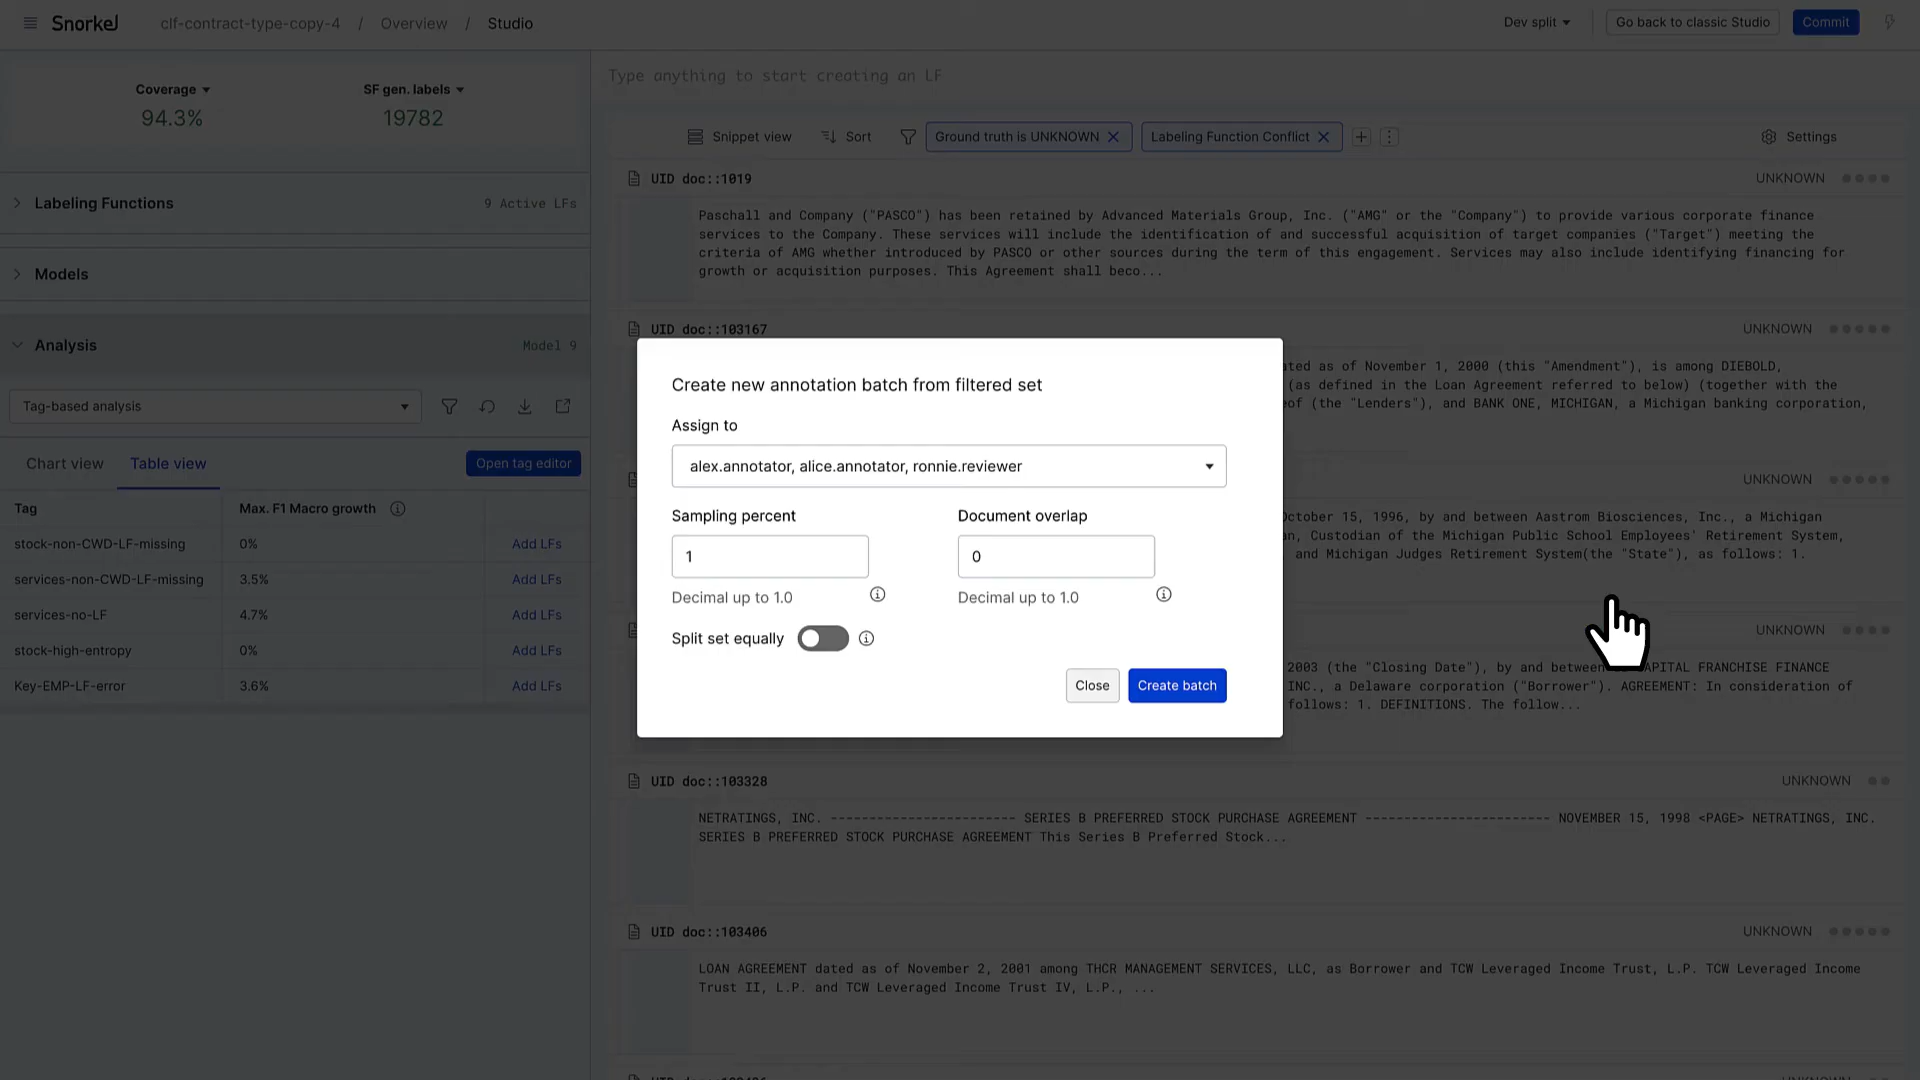 Snorkel
clf-contract-type-copy-4 / Overview / Studio
Dev split
Go back to classic Studio
Commit
Coverage
94.3%
SF gen. labels
19782
Labeling Functions
9 Active LFs
Models
Analysis
Model 9
Tag-based analysis
Chart view
Table view
Open tag editor
Tag
Max. F1 Macro growth
stock-non-CWD-LF-missing 0% Add LFs
services-non-CWD-LF-missing 3.5% Add LFs
services-no-LF 4.7% Add LFs
stock-high-entropy 0% Add LFs
Key-EMP-LF-error 3.6% Add LFs
Type anything to start creating an LF
Snippet view
Sort
Ground truth is UNKNOWN
Labeling Function Conflict
Settings
UID doc::1019
UNKNOWN
Paschall and Company ("PASCO") has been retained by Advanced Materials Group, Inc. ("AMG" or the "Company") to provide various corporate finance
services to the Company. These services will include the identification of and successful acquisition of target companies ("Target") meeting the
criteria of AMG whether introduced by PASCO or other sources during the term of this engagement. Services may also include identifying financing for
growth or acquisition purposes. This Agreement shall beco...
UID doc::103167
UNKNOWN
ated as of November 1, 2000 (this "Amendment"), is among DIEBOLD,
(as defined in the Loan Agreement referred to below) (together with the
eof (the "Lenders"), and BANK ONE, MICHIGAN, a Michigan banking corporation,
UNKNOWN
October 15, 1996, by and between Aastrom Biosciences, Inc., a Michigan
n, Custodian of the Michigan Public School Employees' Retirement System,
and Michigan Judges Retirement System(the "State"), as follows: 1.
UNKNOWN
2003 (the "Closing Date"), by and between APITAL FRANCHISE FINANCE
INC., a Delaware corporation ("Borrower"). AGREEMENT: In consideration of
follows: 1. DEFINITIONS. The follow...
Create new annotation batch from filtered set
Assign to
alex.annotator, alice.annotator, ronnie.reviewer
Sampling percent
1
Decimal up to 1.0
Document overlap
0
Decimal up to 1.0
Split set equally
Close
Create batch
UID doc::103328
UNKNOWN
NETRATINGS, INC. ------------------------ SERIES B PREFERRED STOCK PURCHASE AGREEMENT ------------------------ NOVEMBER 15, 1998 <PAGE> NETRATINGS, INC.
SERIES B PREFERRED STOCK PURCHASE AGREEMENT This Series B Preferred Stock...
UID doc::103406
UNKNOWN
LOAN AGREEMENT dated as of November 2, 2001 among THCR MANAGEMENT SERVICES, LLC, as Borrower and TCW Leveraged Income Trust, L.P. TCW Leveraged Income
Trust II, L.P. and TCW Leveraged Income Trust IV, L.P., ...